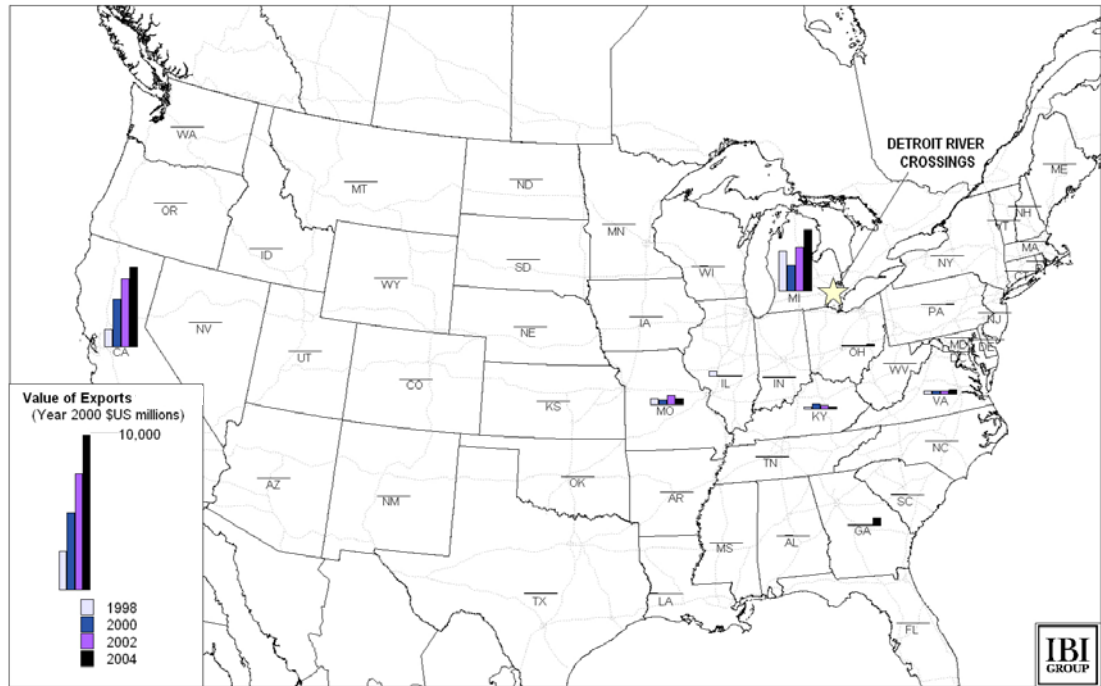 DETROIT RIVER
CROSSINGS
WA
MT
ND
ME
OR
MN
VT
NH
ID
SD
WI
NY
MA
WY
MI
CT
IA
PA
NJ
NV
NE
OH
MD
DE
UT
IL
IN
WV
CA
CO
KS
MO
KY
VA
NC
TN
AZ
NM
OK
AR
SC
GA
MS
AL
TX
LA
FL
Value of Exports
(Year 2000 $US millions)
10,000
1998
2000
2002
2004
IBI
GROUP